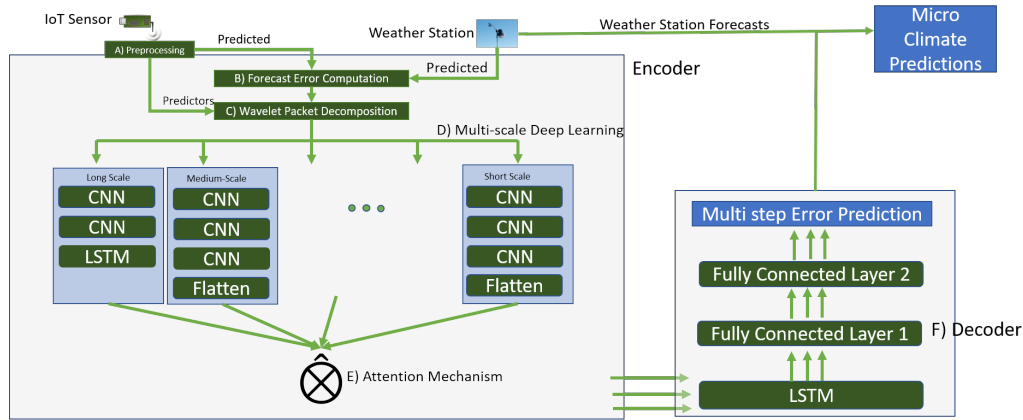 IoT Sensor
A) Preprocessing
Predicted
Weather Station
Weather Station Forecasts
Micro
Climate
Predictions
Predicted
Encoder
B) Forecast Error Computation
Predictors
C) Wavelet Packet Decomposition
D) Multi-scale Deep Learning
Long Scale
CNN
CNN
LSTM
Medium-Scale
CNN
CNN
CNN
Flatten
Short Scale
CNN
CNN
CNN
Flatten
E) Attention Mechanism
Multi step Error Prediction
Fully Connected Layer 2
Fully Connected Layer 1
F) Decoder
LSTM